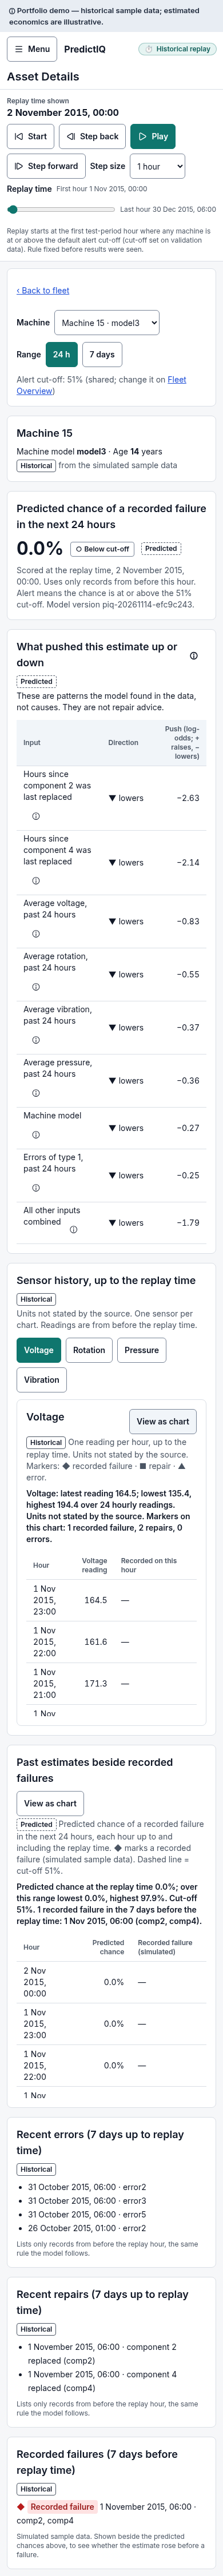 ⓘ Portfolio demo — historical sample data; estimated
economics are illustrative.
☰ Menu
PredictIQ
Historical replay
Asset Details
Replay time shown
2 November 2015, 00:00
Start
Step back
Play
Step forward
Step size
1 hour
Replay time
First hour 1 Nov 2015, 00:00
Last hour 30 Dec 2015, 06:00
Replay starts at the first test-period hour where any machine is
at or above the default alert cut-off (cut-off set on validation
data). Rule fixed before results were seen.
‹ Back to fleet
Machine
Machine 15 · model3
Range
24 h
7 days
Alert cut-off: 51% (shared; change it on Fleet
Overview)
Machine 15
Machine model model3 · Age 14 years
Historical from the simulated sample data
Predicted chance of a recorded failure
in the next 24 hours
0.0%
Below cut-off
Predicted
Scored at the replay time, 2 November 2015,
00:00. Uses only records from before this hour.
Alert means the chance is at or above the 51%
cut-off. Model version piq-20261114-efc9c243.
What pushed this estimate up or
down
ⓘ
Predicted
These are patterns the model found in the data,
not causes. They are not repair advice.
Input
Direction
Push (log-
odds; +
raises, −
lowers)
Hours since
component 2 was
last replaced
ⓘ
▼ lowers
−2.63
Hours since
component 4 was
last replaced
ⓘ
▼ lowers
−2.14
Average voltage,
past 24 hours
ⓘ
▼ lowers
−0.83
Average rotation,
past 24 hours
ⓘ
▼ lowers
−0.55
Average vibration,
past 24 hours
ⓘ
▼ lowers
−0.37
Average pressure,
past 24 hours
ⓘ
▼ lowers
−0.36
Machine model
ⓘ
▼ lowers
−0.27
Errors of type 1,
past 24 hours
ⓘ
▼ lowers
−0.25
All other inputs
combined
ⓘ
▼ lowers
−1.79
Sensor history, up to the replay time
Historical
Units not stated by the source. One sensor per
chart. Readings are from before the replay time.
Voltage
Rotation
Pressure
Vibration
Voltage
View as chart
Historical One reading per hour, up to the
replay time. Units not stated by the source.
Markers: ◆ recorded failure · ■ repair · ▲
error.
Voltage: latest reading 164.5; lowest 135.4,
highest 194.4 over 24 hourly readings.
Units not stated by the source. Markers on
this chart: 1 recorded failure, 2 repairs, 0
errors.
Hour
Voltage
reading
Recorded on this
hour
1 Nov
2015,
23:00
164.5
—
1 Nov
2015,
22:00
161.6
—
1 Nov
2015,
21:00
171.3
—
1 Nov
Past estimates beside recorded
failures
View as chart
Predicted Predicted chance of a recorded failure
in the next 24 hours, each hour up to and
including the replay time. ◆ marks a recorded
failure (simulated sample data). Dashed line =
cut-off 51%.
Predicted chance at the replay time 0.0%; over
this range lowest 0.0%, highest 97.9%. Cut-off
51%. 1 recorded failure in the 7 days before the
replay time: 1 Nov 2015, 06:00 (comp2, comp4).
Hour
Predicted
chance
Recorded failure
(simulated)
2 Nov
2015,
00:00
0.0%
—
1 Nov
2015,
23:00
0.0%
—
1 Nov
2015,
22:00
0.0%
—
1 Nov
Recent errors (7 days up to replay
time)
Historical
• 31 October 2015, 06:00 · error2
• 31 October 2015, 06:00 · error3
• 31 October 2015, 06:00 · error5
• 26 October 2015, 01:00 · error2
Lists only records from before the replay hour, the same
rule the model follows.
Recent repairs (7 days up to replay
time)
Historical
• 1 November 2015, 06:00 · component 2
replaced (comp2)
• 1 November 2015, 06:00 · component 4
replaced (comp4)
Lists only records from before the replay hour, the same
rule the model follows.
Recorded failures (7 days before
replay time)
Historical
◆ Recorded failure 1 November 2015, 06:00 ·
comp2, comp4
Simulated sample data. Shown beside the predicted
chances above, to see whether the estimate rose before a
failure.